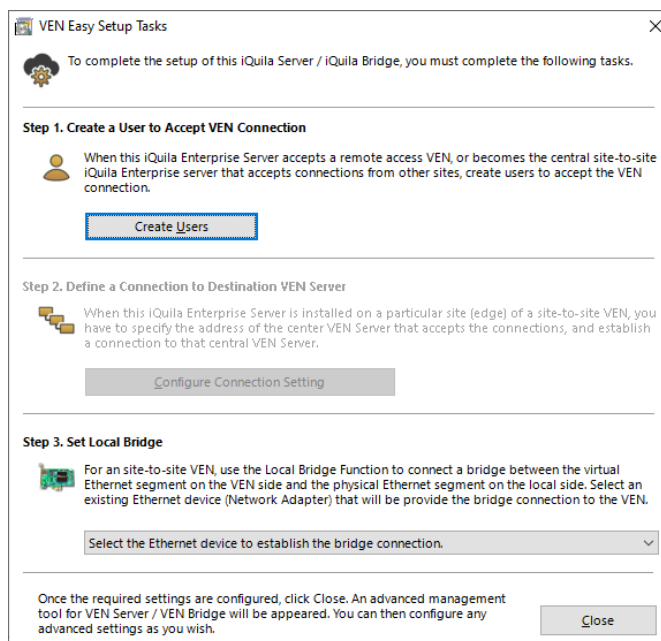 VEN Easy Setup Tasks
To complete the setup of this iQuila Server / iQuila Bridge, you must complete the following tasks.
Step 1. Create a User to Accept VEN Connection
When this iQuila Enterprise Server accepts a remote access VEN, or becomes the central site-to-site
iQuila Enterprise server that accepts connections from other sites, create users to accept the VEN
connection.
Create Users
Step 2. Define a Connection to Destination VEN Server
When this iQuila Enterprise Server is installed on a particular site (edge) of a site-to-site VEN, you
have to specify the address of the center VEN Server that accepts the connections, and establish
a connection to that central VEN Server.
Configure Connection Setting
Step 3. Set Local Bridge
For an site-to-site VEN, use the Local Bridge Function to connect a bridge between the virtual
Ethernet segment on the VEN side and the physical Ethernet segment on the local side. Select an
existing Ethernet device (Network Adapter) that will be provide the bridge connection to the VEN.
Select the Ethernet device to establish the bridge connection.
Once the required settings are configured, click Close. An advanced management
tool for VEN Server / VEN Bridge will be appeared. You can then configure any
advanced settings as you wish.
Close